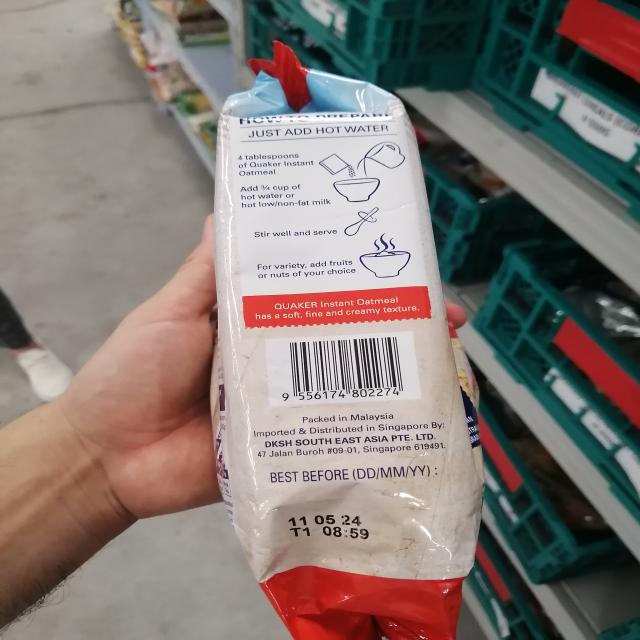 HOW TO PREPARE
JUST ADD HOT WATER
4 tablespoons
of Quaker Instant
Oatmeal
Add ¾ cup of
hot water or
hot low/non-fat milk
Stir well and serve
For variety, add fruits
or nuts of your choice
QUAKER Instant Oatmeal
has a soft, fine and creamy texture.
9 556174 802274
Packed in Malaysia
Imported & Distributed in Singapore By:
DKSH SOUTH EAST ASIA PTE. LTD.
47 Jalan Buroh #09-01, Singapore 619491.
BEST BEFORE (DD/MM/YY) :
11 05 24
T1 08:59